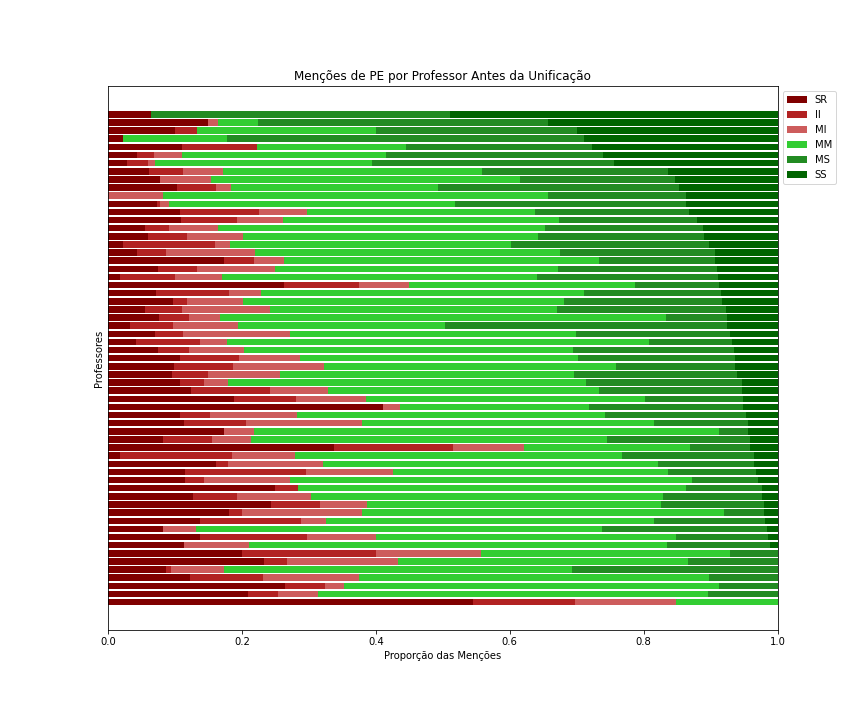 Menções de PE por Professor Antes da Unificação
SR
II
MI
MM
MS
SS
Professores
0.0 0.2 0.4 0.6 0.8 1.0
Proporção das Menções